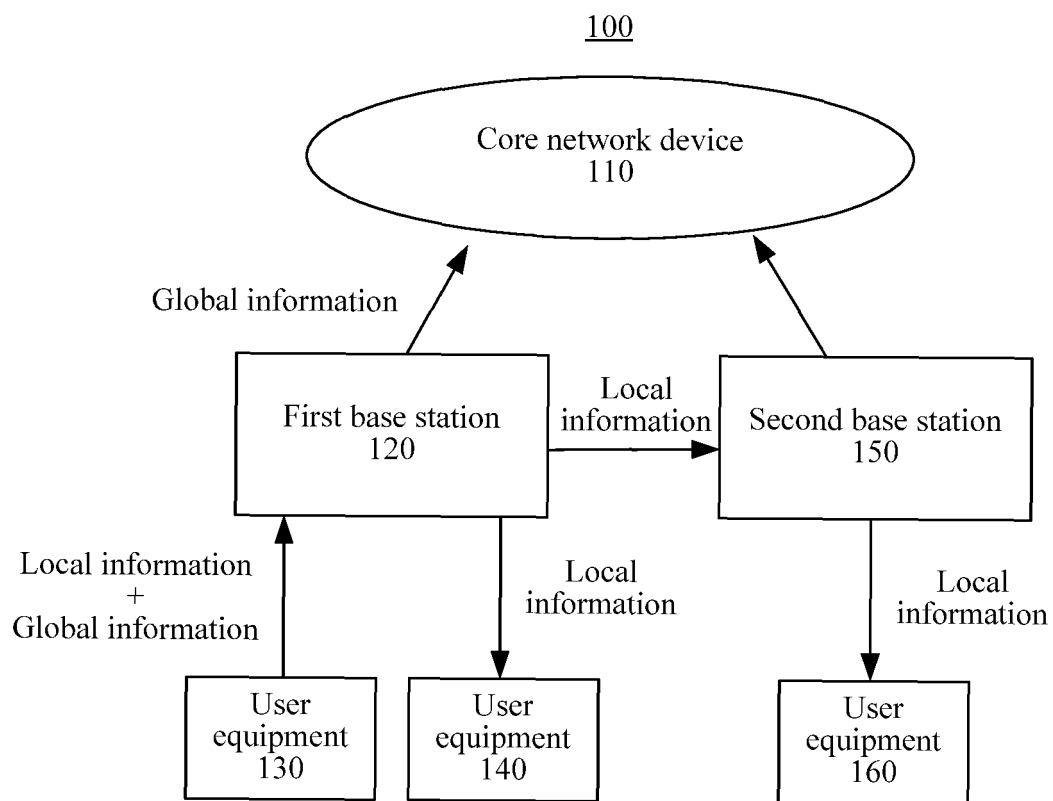 100
Core network device
110
Global information
First base station
120
Local
information
Second base station
150
Local information
+
Global information
Local
information
Local
information
User
equipment
130
User
equipment
140
User
equipment
160